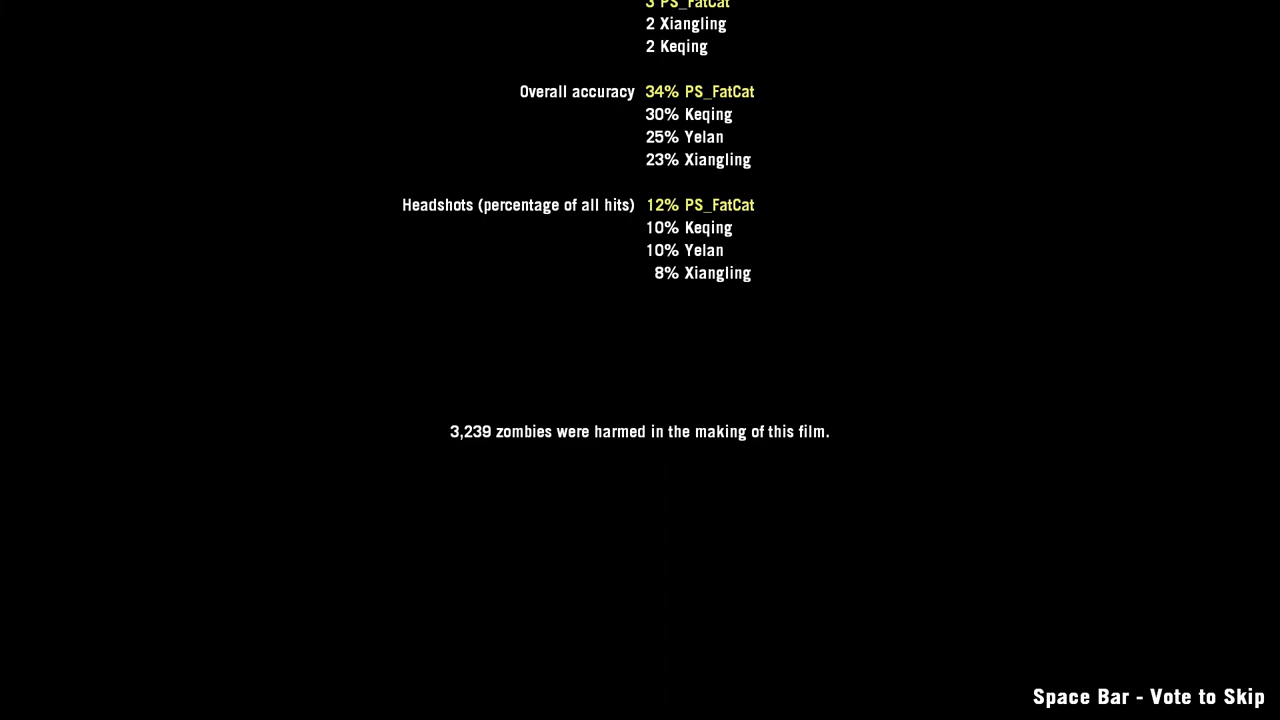 3 PS_FatCat
2 Xiangling
2 Keqing
Overall accuracy 34% PS_FatCat
30% Keqing
25% Yelan
23% Xiangling
Headshots (percentage of all hits) 12% PS_FatCat
10% Keqing
10% Yelan
8% Xiangling
3,239 zombies were harmed in the making of this film.
Space Bar - Vote to Skip